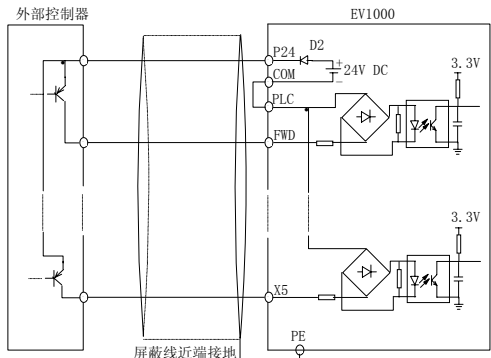 外部控制器
EV1000
P24
D2
+
24V DC
-
COM
PLC
3.3V
FWD
3.3V
X5
PE
屏蔽线近端接地